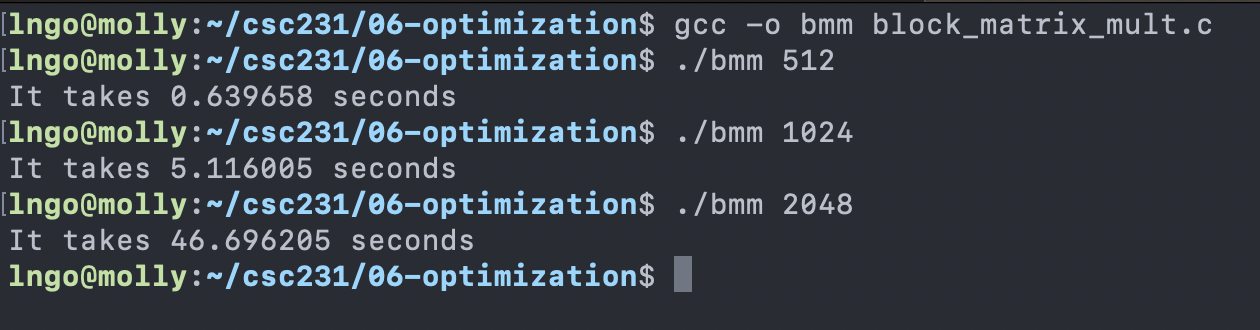 [lngo@molly:~/csc231/06-optimization$ gcc -o bmm block_matrix_mult.c
[lngo@molly:~/csc231/06-optimization$ ./bmm 512
It takes 0.639658 seconds
[lngo@molly:~/csc231/06-optimization$ ./bmm 1024
It takes 5.116005 seconds
[lngo@molly:~/csc231/06-optimization$ ./bmm 2048
It takes 46.696205 seconds
lngo@molly:~/csc231/06-optimization$